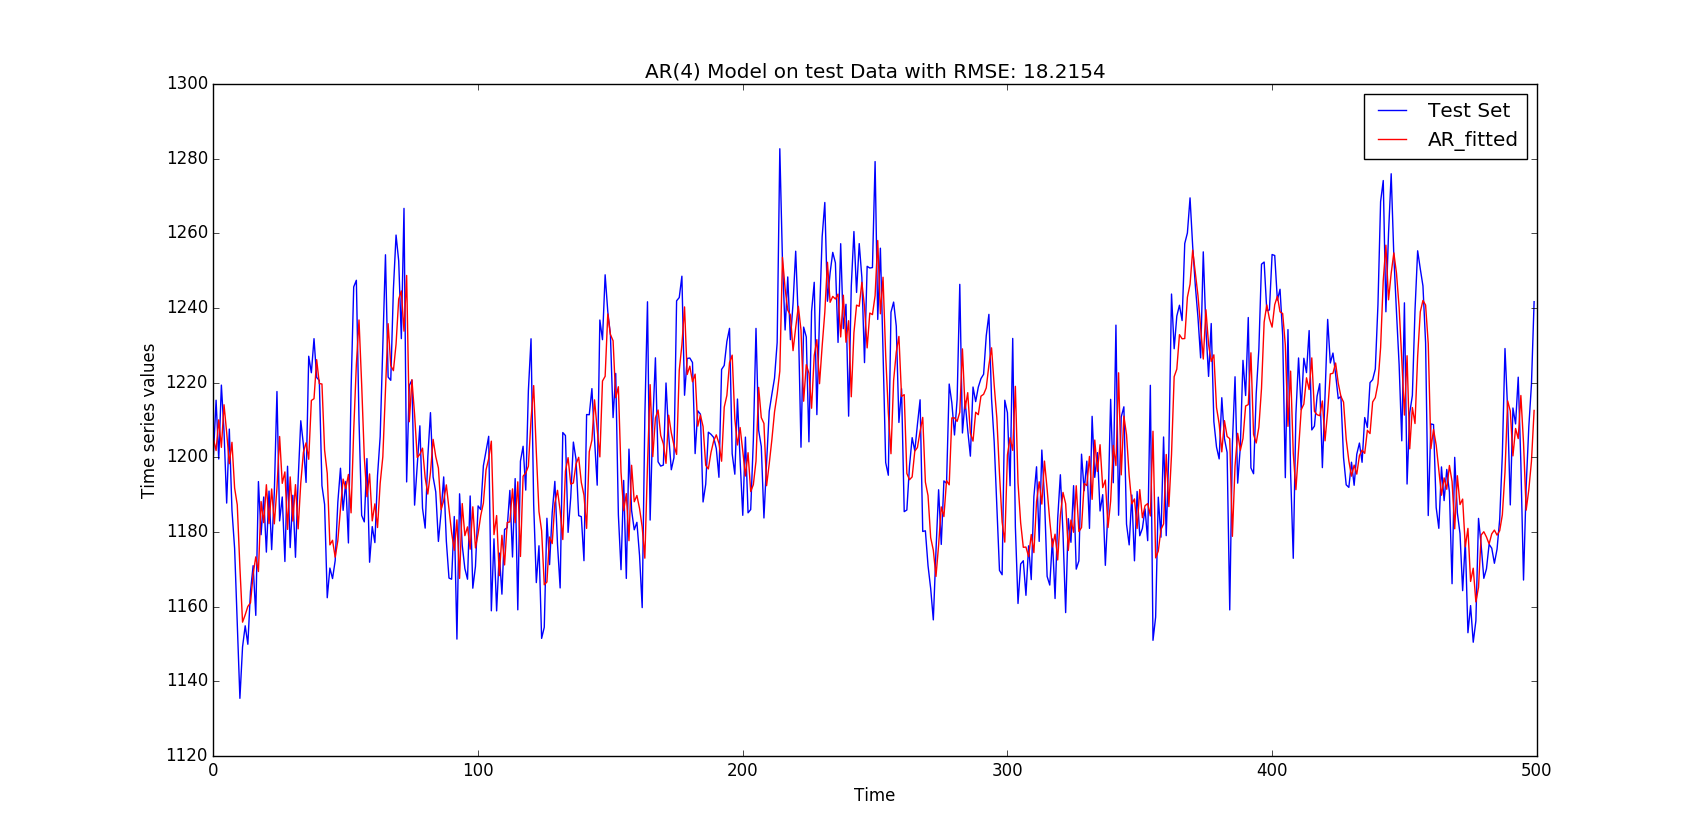 AR(4) Model on test Data with RMSE: 18.2154
Test Set
AR_fitted
Time series values
1300
1280
1260
1240
1220
1200
1180
1160
1140
1120
0 100 200 300 400 500
Time